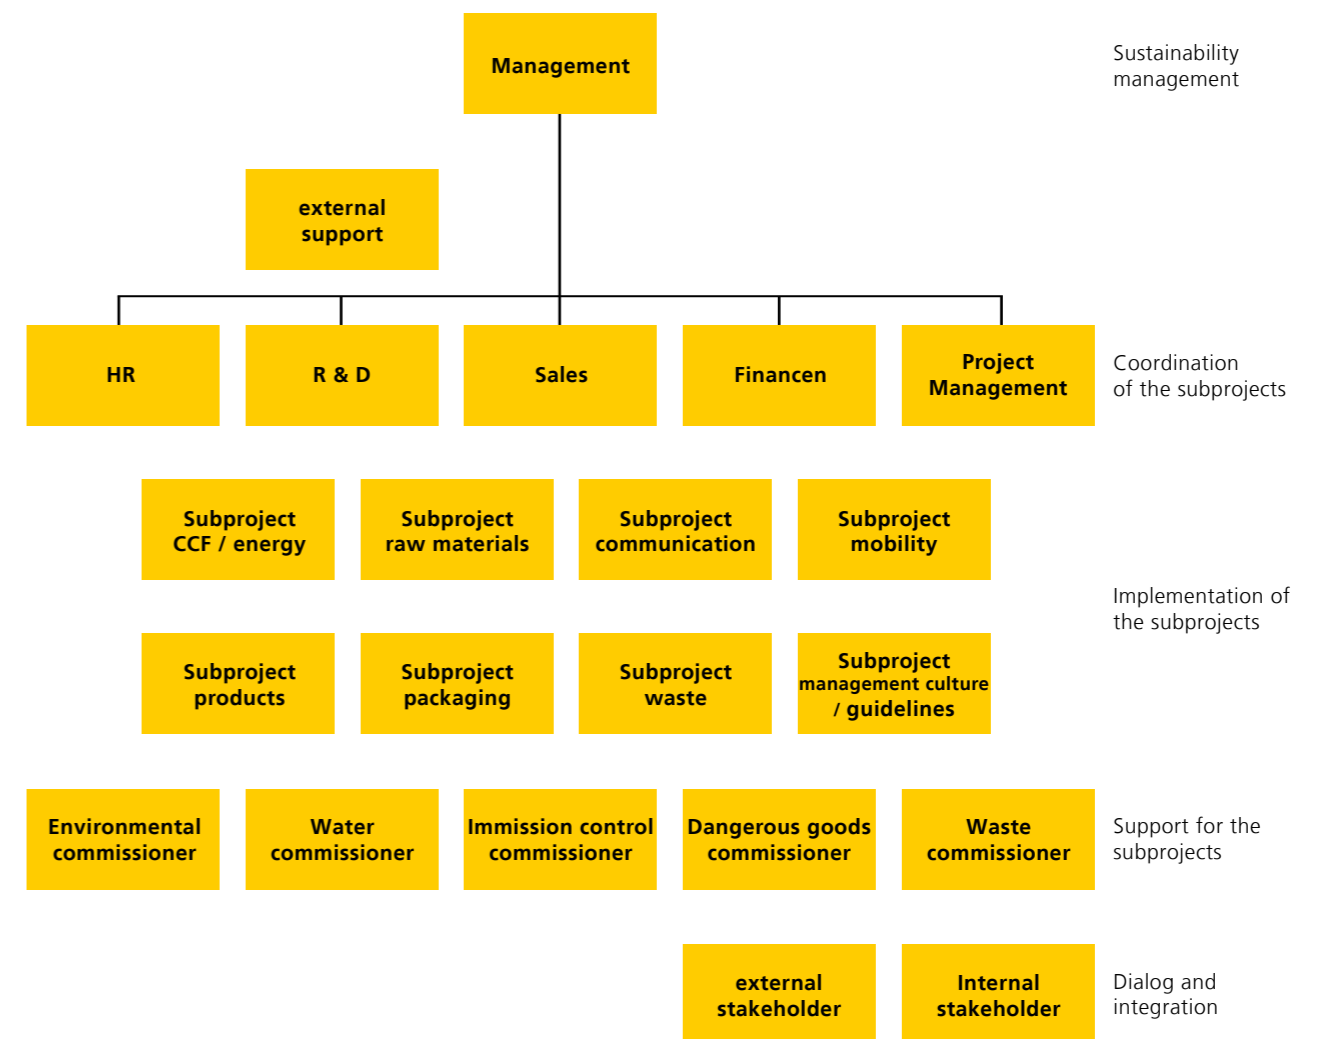 Management
Sustainability
management
external
support
HR
R & D
Sales
Financen
Project
Management
Coordination
of the subprojects
Subproject
CCF / energy
Subproject
raw materials
Subproject
communication
Subproject
mobility
Implementation of
the subprojects
Subproject
products
Subproject
packaging
Subproject
waste
Subproject
management culture
/ guidelines
Environmental
commissioner
Water
commissioner
Immission control
commissioner
Dangerous goods
commissioner
Waste
commissioner
Support for the
subprojects
external
stakeholder
Internal
stakeholder
Dialog and
integration